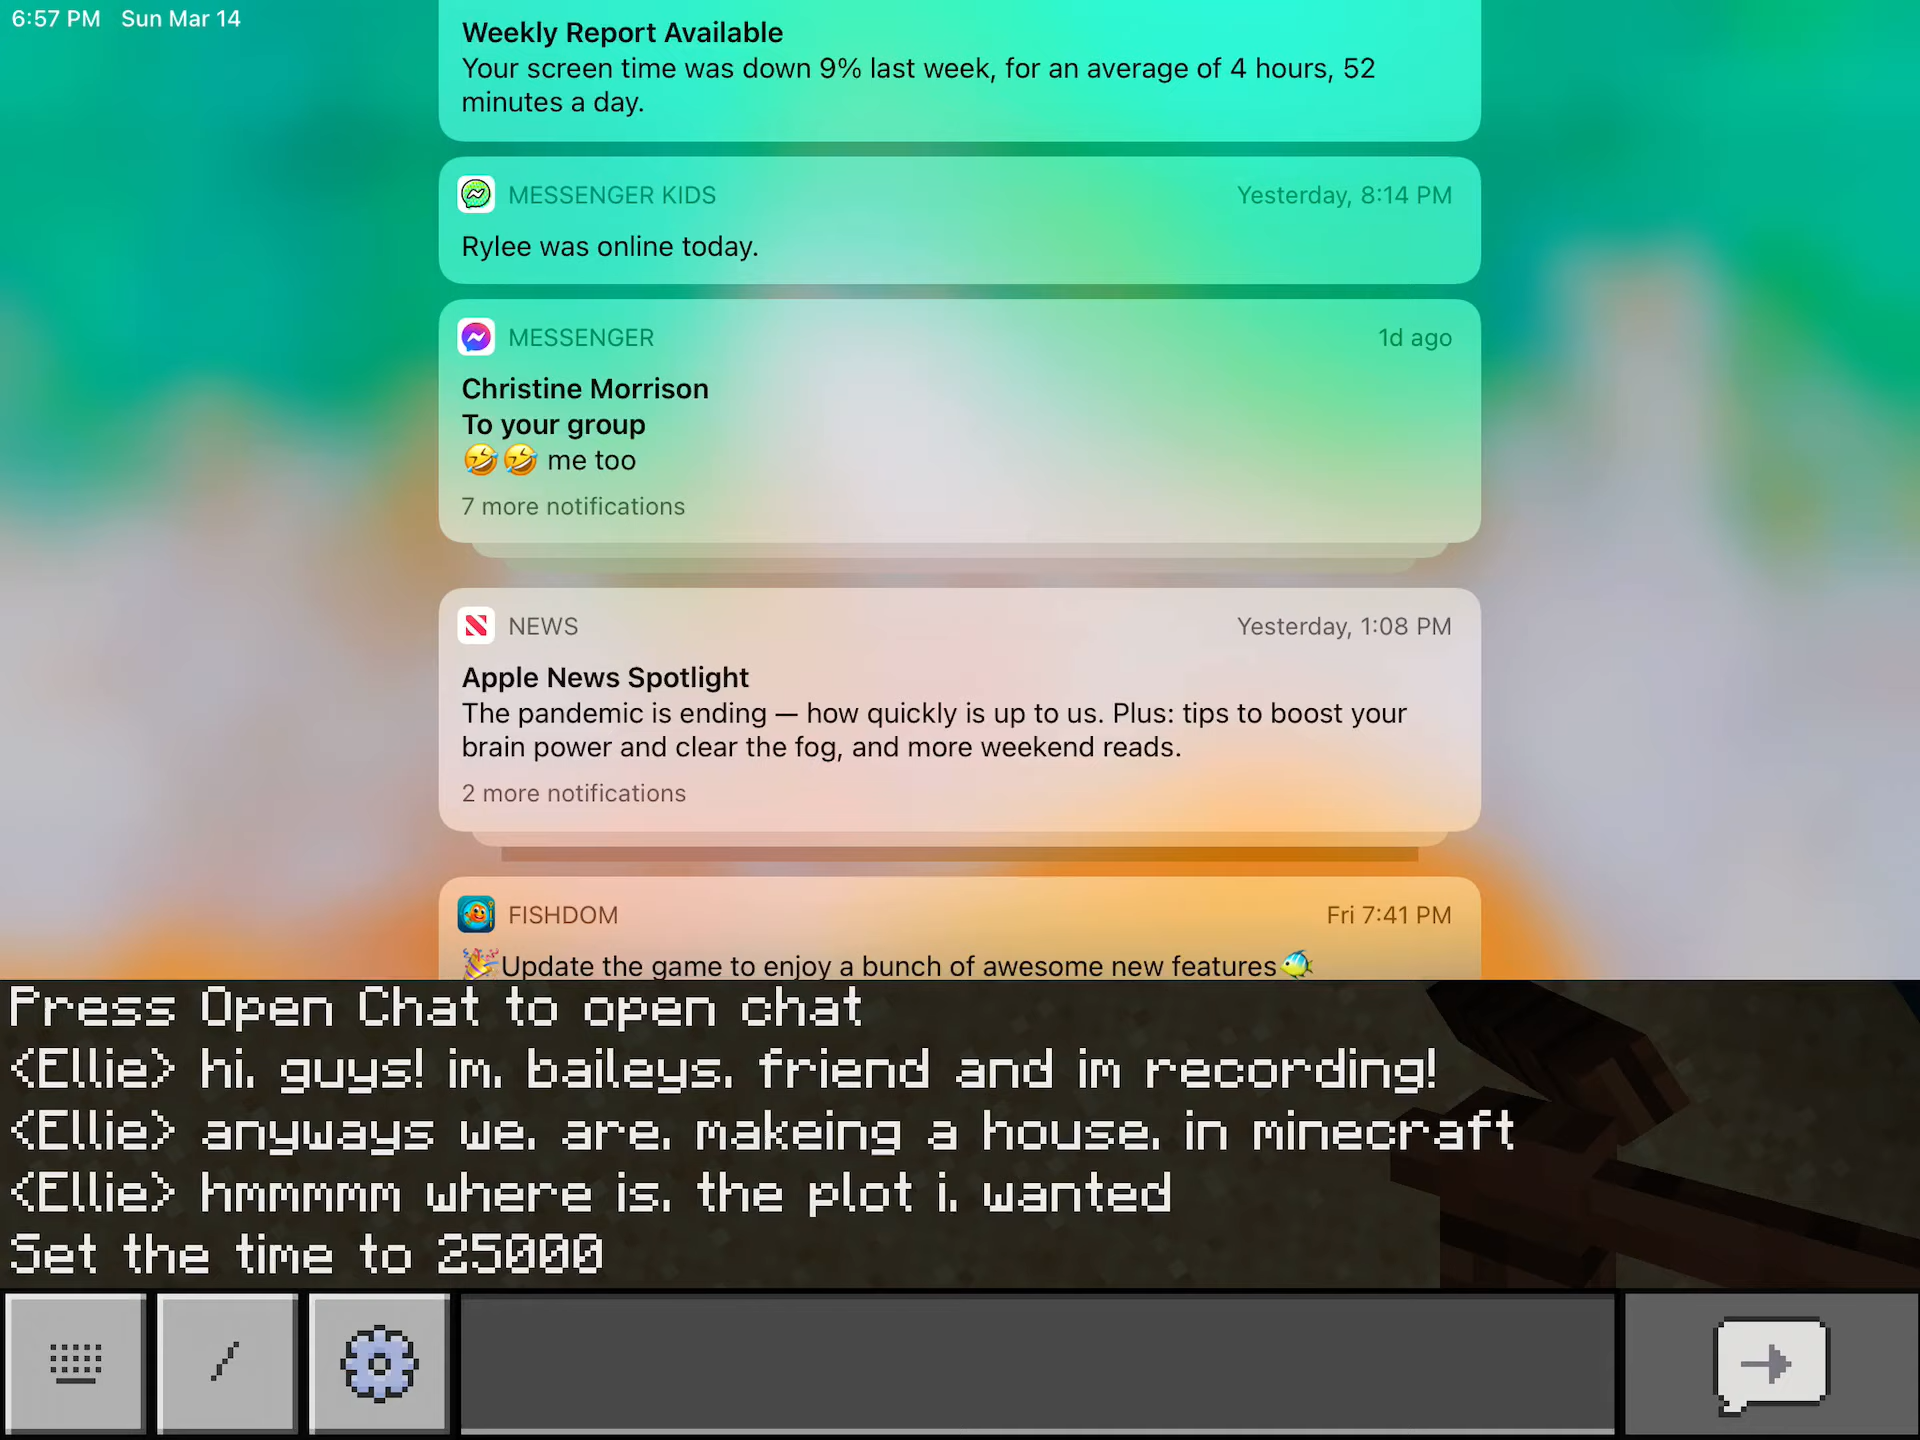 6:57 PM Sun Mar 14
Weekly Report Available
Your screen time was down 9% last week, for an average of 4 hours, 52
minutes a day.
MESSENGER KIDS Yesterday, 8:14 PM
Rylee was online today.
MESSENGER 1d ago
Christine Morrison
To your group
🤣🤣 me too
7 more notifications
NEWS Yesterday, 1:08 PM
Apple News Spotlight
The pandemic is ending — how quickly is up to us. Plus: tips to boost your
brain power and clear the fog, and more weekend reads.
2 more notifications
FISHDOM Fri 7:41 PM
🎉Update the game to enjoy a bunch of awesome new features🐠
Press Open Chat to open chat
<Ellie> hi. guys! im. baileys. friend and im recording!
<Ellie> anyways we. are. makeing a house. in minecraft
<Ellie> hmmmmm where is. the plot i. wanted
Set the time to 25000
/